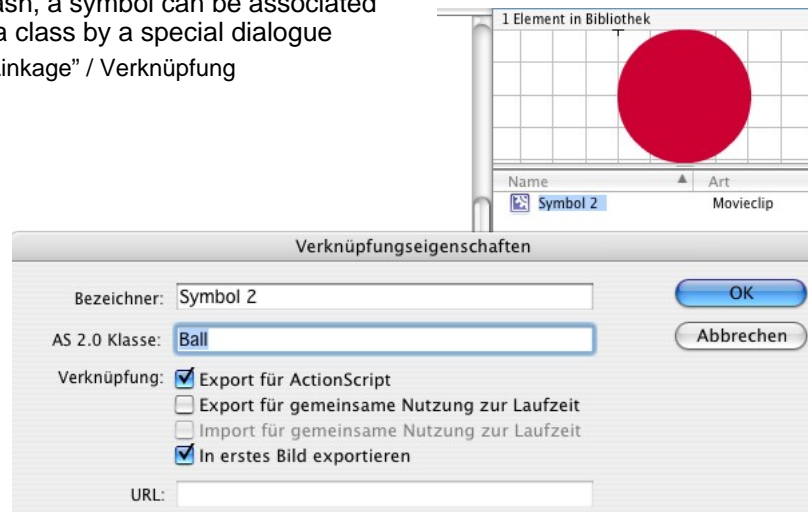 ash, a symbol can be associated
a class by a special dialogue
inkage” / Verknüpfung
1 Element in Bibliothek
Name Art
Symbol 2 Movieclip
Verknüpfungseigenschaften
Bezeichner: Symbol 2
OK
AS 2.0 Klasse: Ball
Abbrechen
Verknüpfung: Export für ActionScript
Export für gemeinsame Nutzung zur Laufzeit
Import für gemeinsame Nutzung zur Laufzeit
In erstes Bild exportieren
URL: